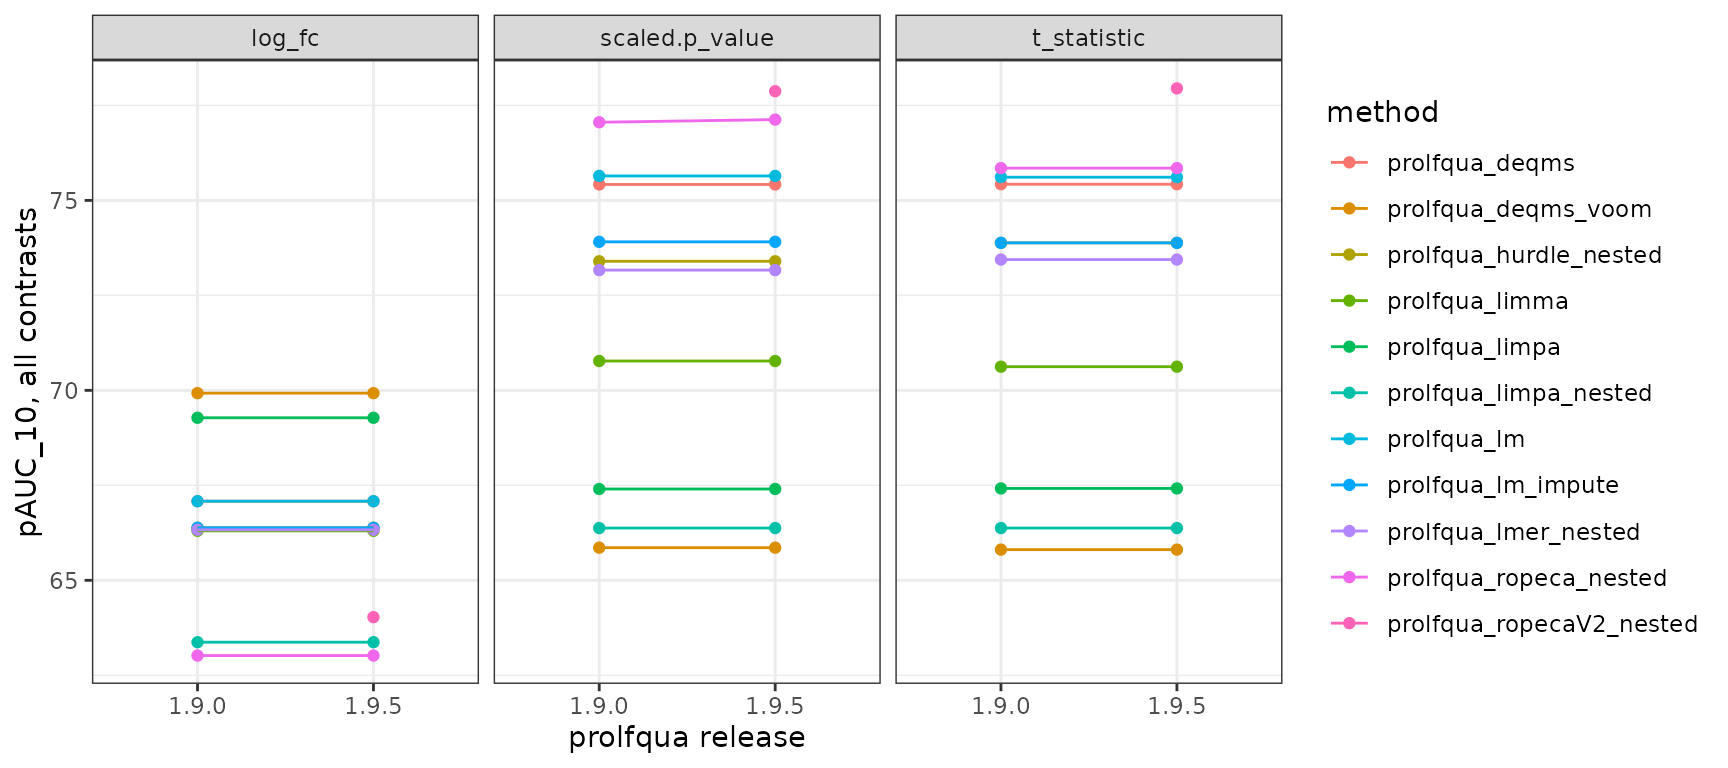 log_fc
scaled.p_value
t_statistic
pAUC_10, all contrasts
75
70
65
1.9.0
1.9.5
1.9.0
1.9.5
1.9.0
1.9.5
prolfqua release
method
prolfqua_deqms
prolfqua_deqms_voom
prolfqua_hurdle_nested
prolfqua_limma
prolfqua_limpa
prolfqua_limpa_nested
prolfqua_lm
prolfqua_lm_impute
prolfqua_lmer_nested
prolfqua_ropeca_nested
prolfqua_ropecaV2_nested